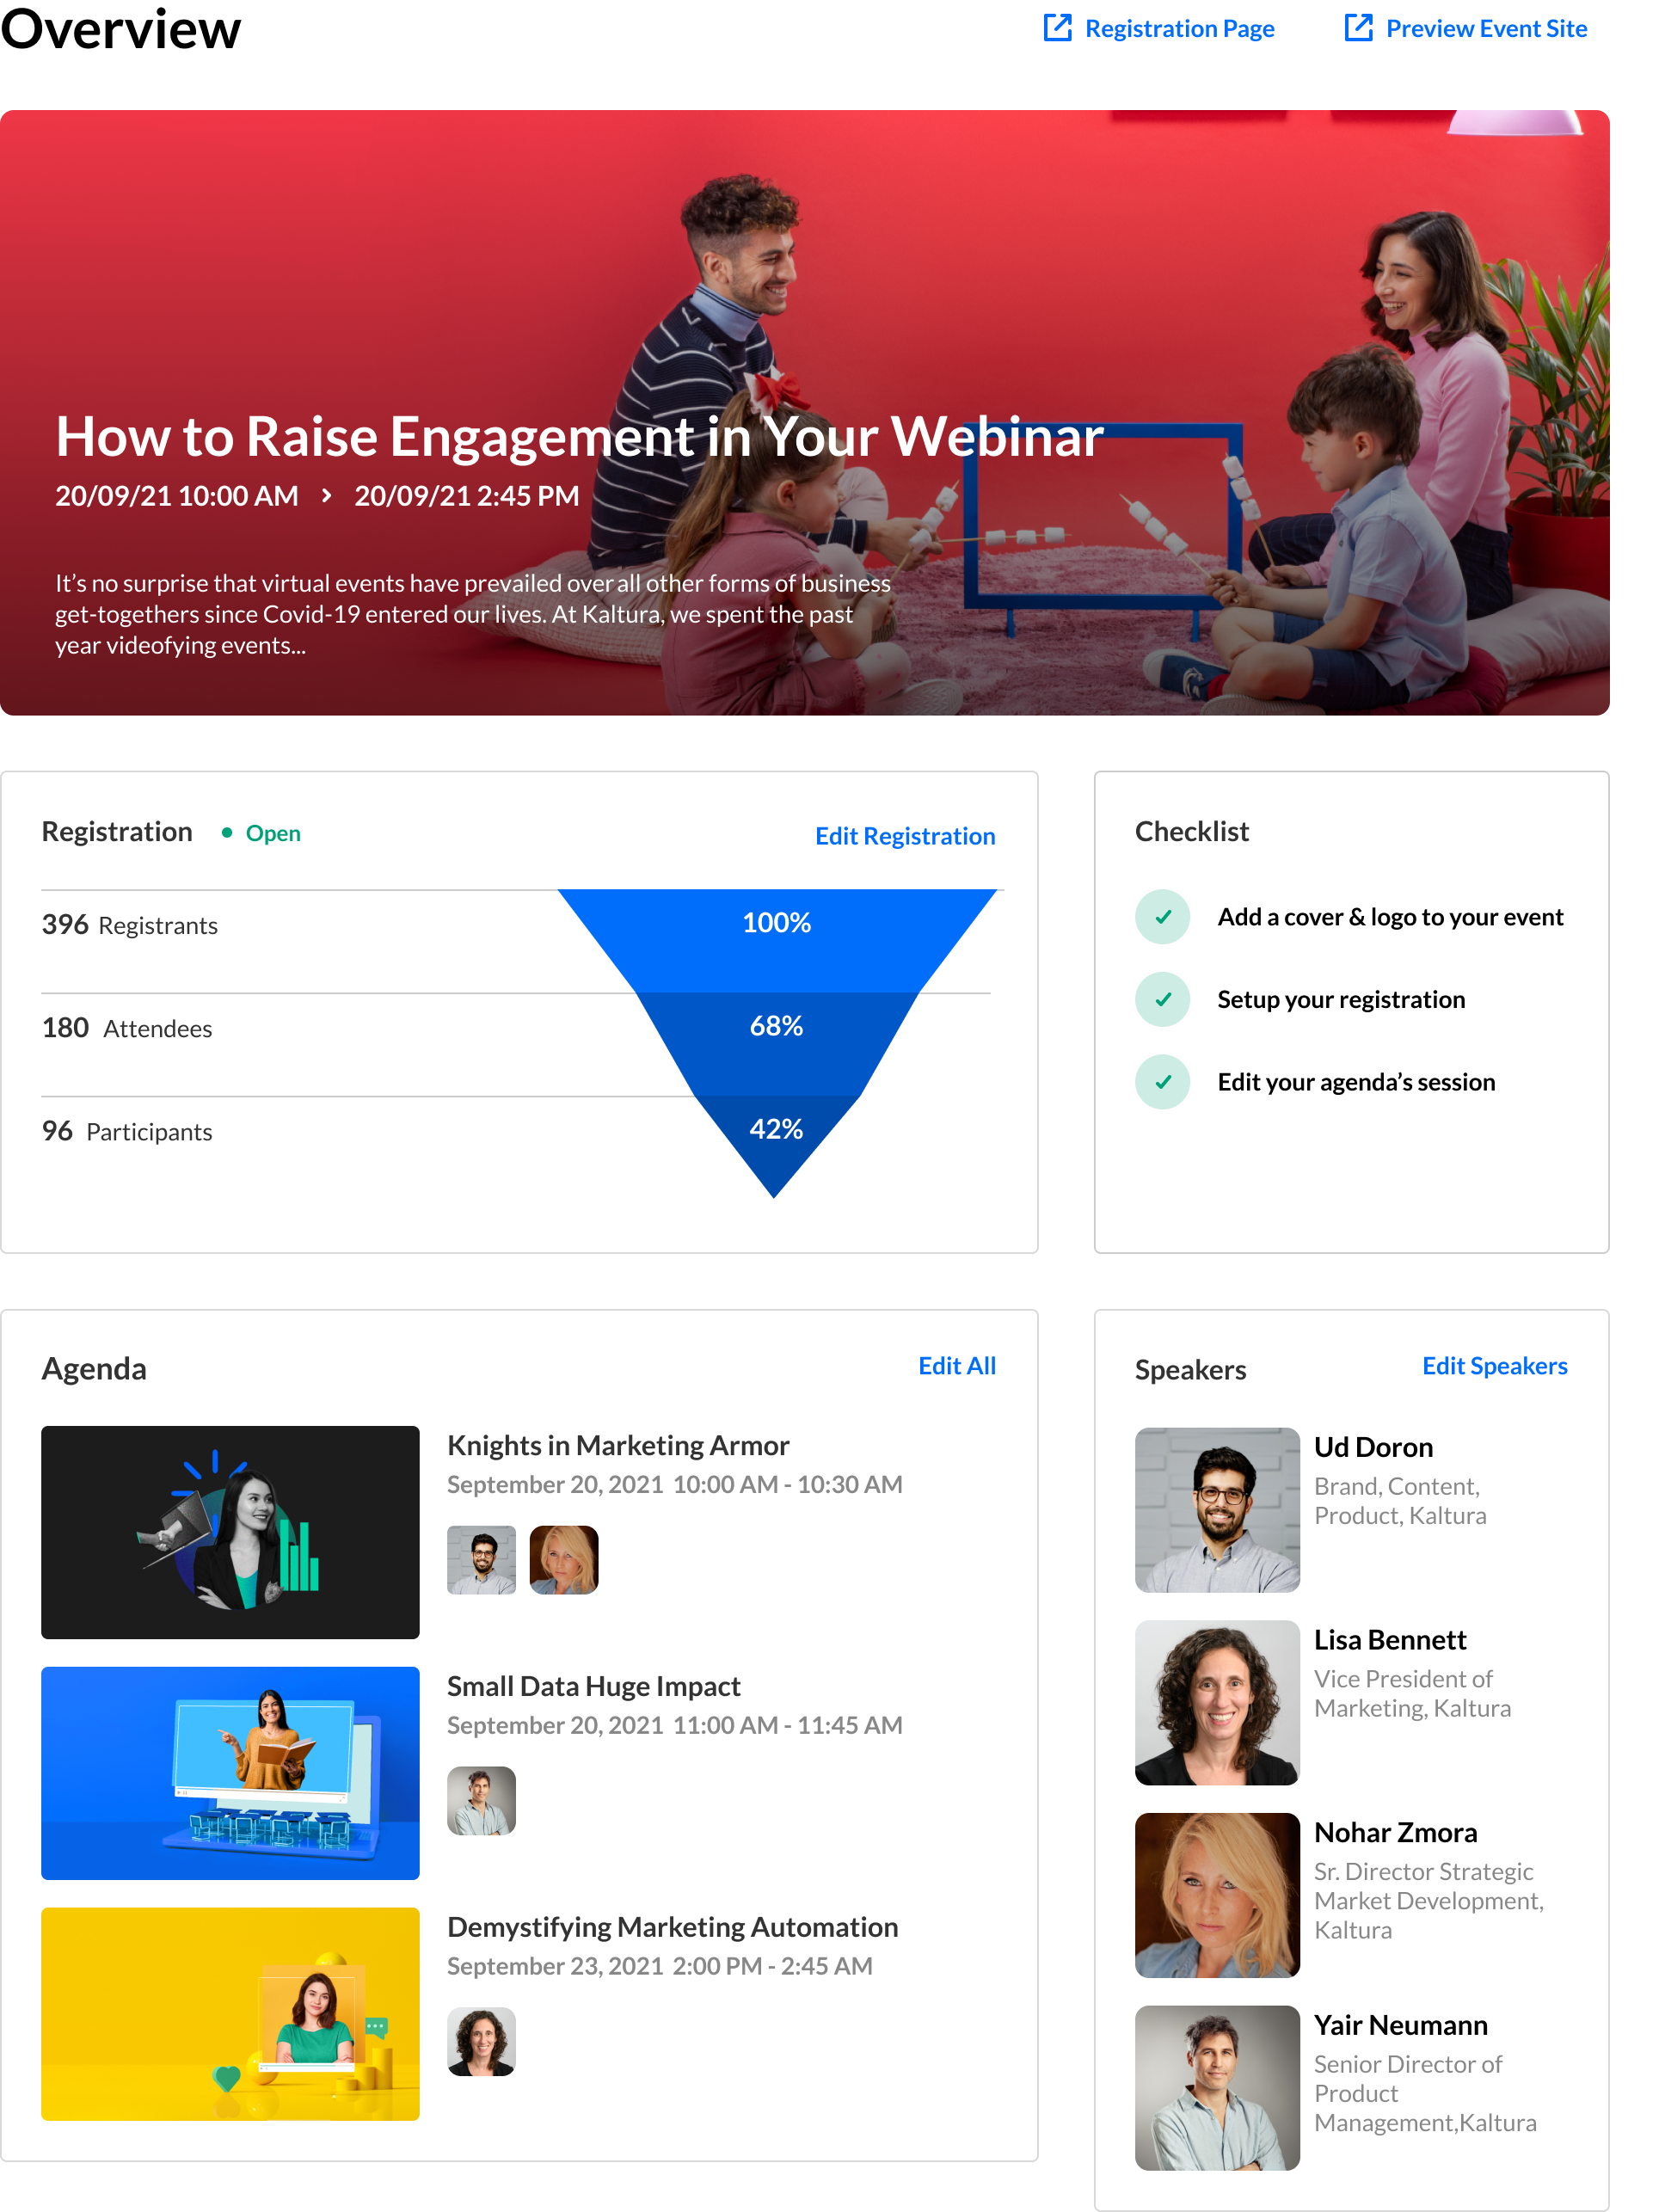 Overview
Registration Page
Preview Event Site
How to Raise Engagement in Your Webinar
20/09/21 10:00 AM > 20/09/21 2:45 PM
It’s no surprise that virtual events have prevailed over all other forms of business
get-togethers since Covid-19 entered our lives. At Kaltura, we spent the past
year videofying events...
Registration
Open
Edit Registration
396 Registrants
100%
180 Attendees
68%
96 Participants
42%
Checklist
Add a cover & logo to your event
Setup your registration
Edit your agenda’s session
Agenda
Edit All
Knights in Marketing Armor
September 20, 2021 10:00 AM - 10:30 AM
Small Data Huge Impact
September 20, 2021 11:00 AM - 11:45 AM
Demystifying Marketing Automation
September 23, 2021 2:00 PM - 2:45 AM
Speakers
Edit Speakers
Ud Doron
Brand, Content,
Product, Kaltura
Lisa Bennett
Vice President of
Marketing, Kaltura
Nohar Zmora
Sr. Director Strategic
Market Development,
Kaltura
Yair Neumann
Senior Director of
Product
Management,Kaltura